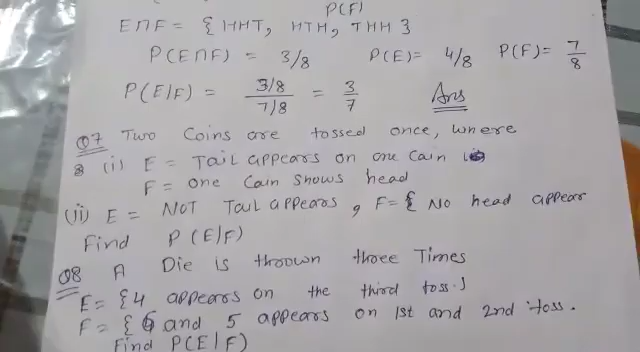 P(F)
E∩F = { HHT, HTH, THH }
P(E∩F) = 3/8 P(E)= 4/8 P(F)= 7/8
P(E|F) = 3/8 / 7/8 = 3/7 Ans
Q7 Two Coins are tossed once, where
(i) E = Tail appears on one Cain
F = one Cain shows head
(ii) E = NOT Tail appears, F= { No head appear
Find P(E|F)
Q8 A Die is thrown three Times
E = {4 appears on the third toss.}
F = {6 and 5 appears on 1st and 2nd toss.
Find P(E|F)